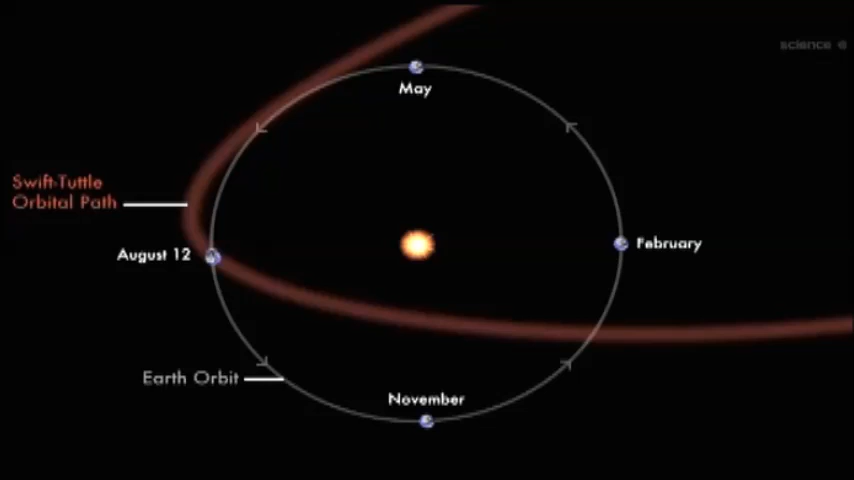 science
May
Swift-Tuttle
Orbital Path
August 12
February
Earth Orbit
November